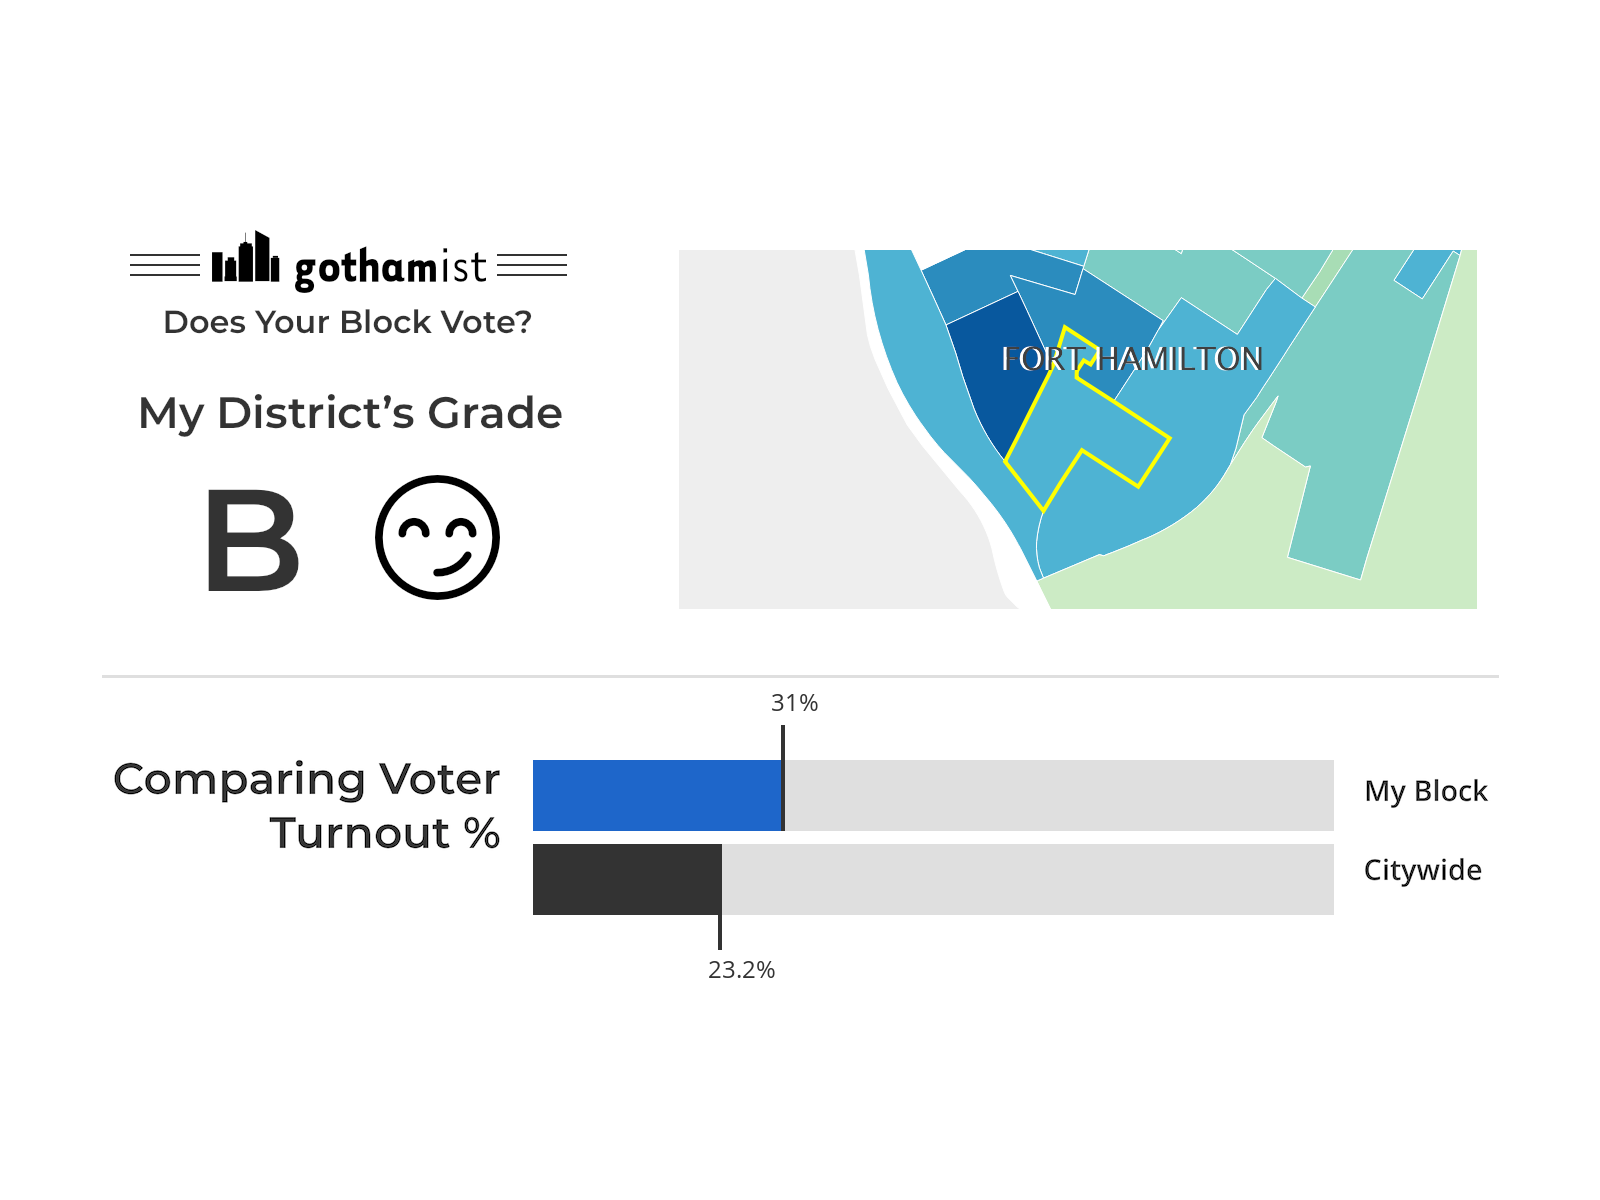 gothamist
Does Your Block Vote?
My District’s Grade
B
FORT HAMILTON
31%
Comparing Voter
Turnout %
My Block
Citywide
23.2%